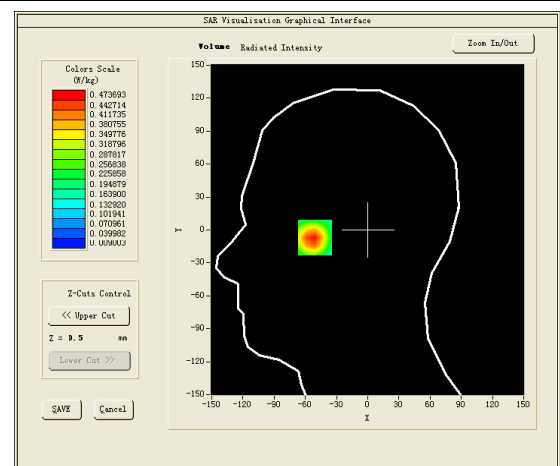 SAR Visualisation Graphical Interface
Volume Radiated Intensity
Zoom In/Out
Colors Scale
(W/kg)
0.473693
0.442714
0.411735
0.380755
0.349776
0.318796
0.287817
0.256838
0.225858
0.194879
0.163900
0.132920
0.101941
0.070961
0.039982
0.009003
Z-Cuts Control
<< Upper Cut
Z = 0.5 mm
Lower Cut >>
SAVE Cancel
150
120
90
60
30
0
-30
-60
-90
-120
-150
Y
-150 -120 -90 -60 -30 0 30 60 90 120 150
X